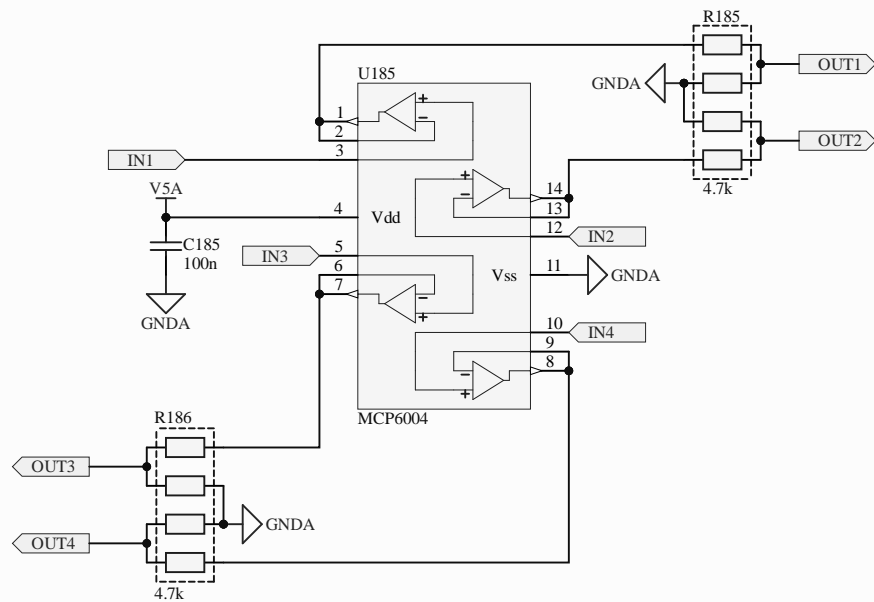 R185
OUT1
GNDA
OUT2
4.7k
U185
1
2
3
IN1
+
−
14
13
12
+
−
IN2
V5A
4
Vdd
C185
100n
GNDA
IN3
5
6
7
−
+
Vss
11
GNDA
10
9
8
IN4
−
+
MCP6004
R186
OUT3
GNDA
OUT4
4.7k